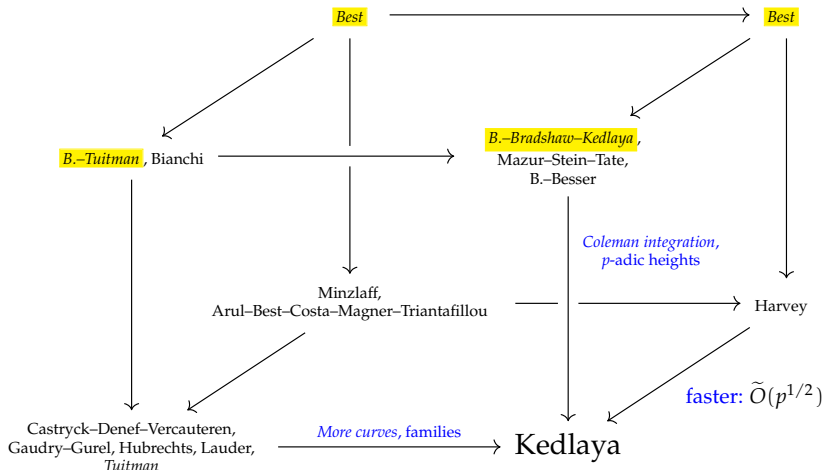 Best
Best
B.–Tuitman, Bianchi
B.–Bradshaw–Kedlaya,
Mazur–Stein–Tate,
B.–Besser
Coleman integration,
p-adic heights
Minzlaff,
Arul–Best–Costa–Magner–Triantafillou
Harvey
faster: Õ(p^{1/2})
Castryck–Denef–Vercauteren,
Gaudry–Gurel, Hubrechts, Lauder,
Tuitman
More curves, families
Kedlaya